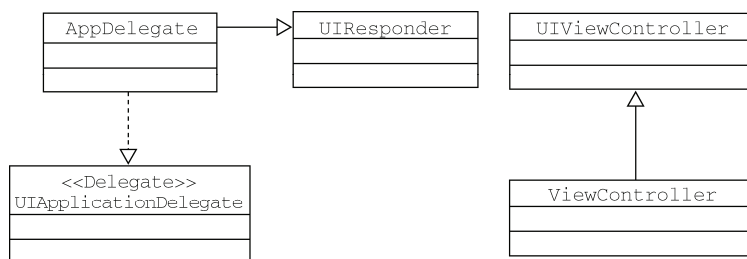 AppDelegate
UIResponder
UIViewController
<<Delegate>>
UIApplicationDelegate
ViewController